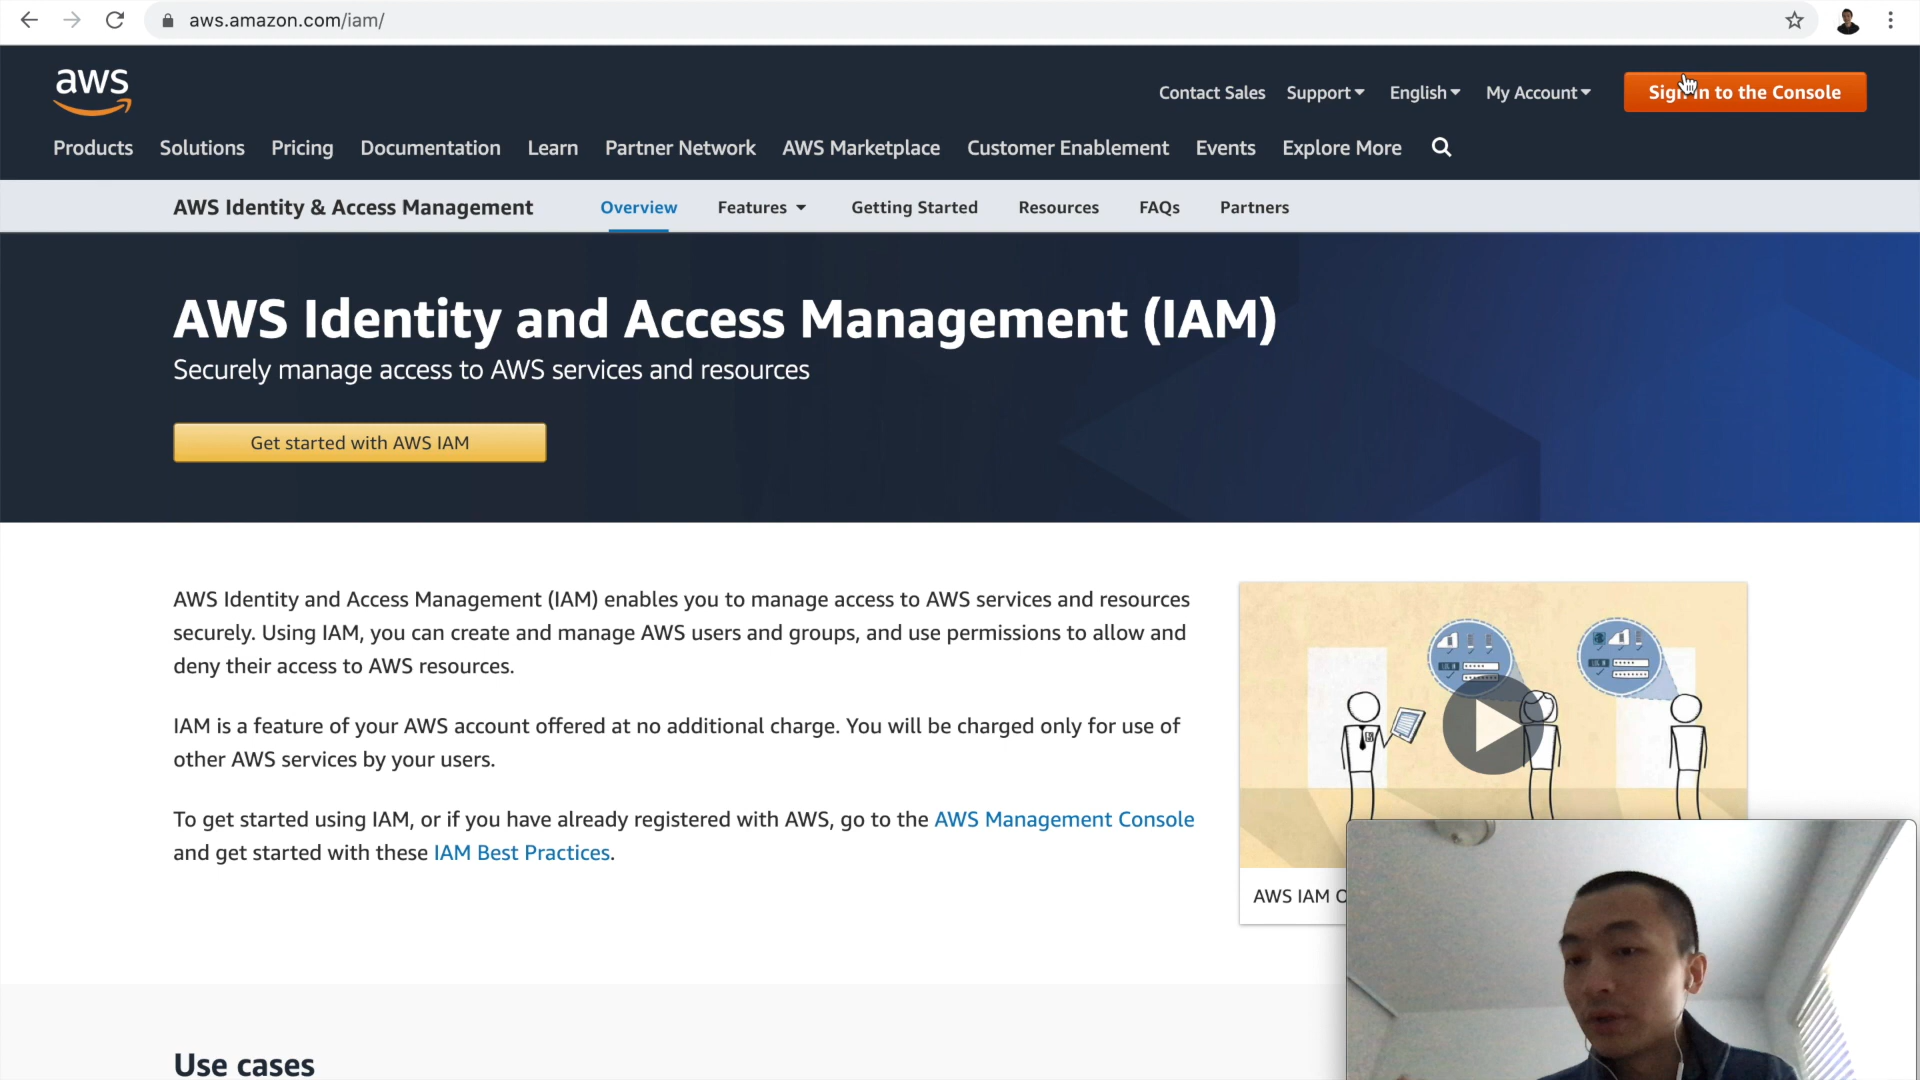 aws.amazon.com/iam/
aws
Contact Sales Support English My Account Sign in to the Console
Products Solutions Pricing Documentation Learn Partner Network AWS Marketplace Customer Enablement Events Explore More
AWS Identity & Access Management Overview Features Getting Started Resources FAQs Partners
AWS Identity and Access Management (IAM)
Securely manage access to AWS services and resources
Get started with AWS IAM
AWS Identity and Access Management (IAM) enables you to manage access to AWS services and resources
securely. Using IAM, you can create and manage AWS users and groups, and use permissions to allow and
deny their access to AWS resources.
IAM is a feature of your AWS account offered at no additional charge. You will be charged only for use of
other AWS services by your users.
To get started using IAM, or if you have already registered with AWS, go to the AWS Management Console
and get started with these IAM Best Practices.
AWS IAM
Use cases